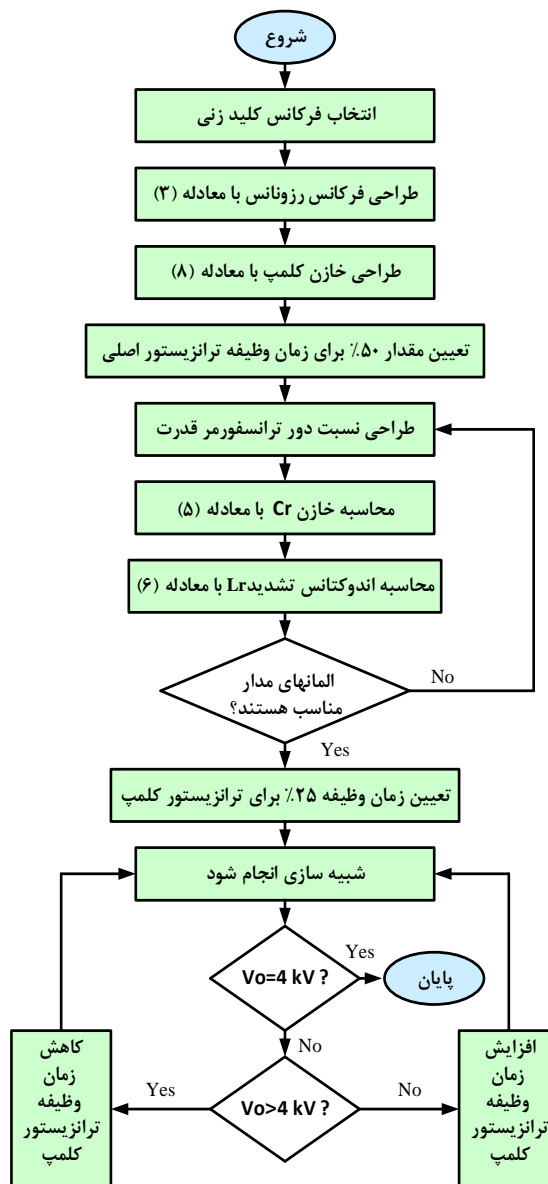 شروع
انتخاب فرکانس کلید زنی
طراحی فرکانس رزونانس با معادله (۳)
طراحی خازن کلمپ با معادله (۸)
تعیین مقدار ۵۰٪ برای زمان وظیفه ترانزیستور اصلی
طراحی نسبت دور ترانسفورمر قدرت
محاسبه خازن Cr با معادله (۵)
محاسبه اندوکتانس تشدیدLr با معادله (۶)
المانهای مدار
مناسب هستند؟
No
Yes
تعیین زمان وظیفه ۲۵٪ برای ترانزیستور کلمپ
شبیه سازی انجام شود
Vo=4 kV ?
Yes
پایان
No
Vo>4 kV ?
Yes
No
کاهش
زمان
وظیفه
ترانزیستور
کلمپ
افزایش
زمان
وظیفه
ترانزیستور
کلمپ